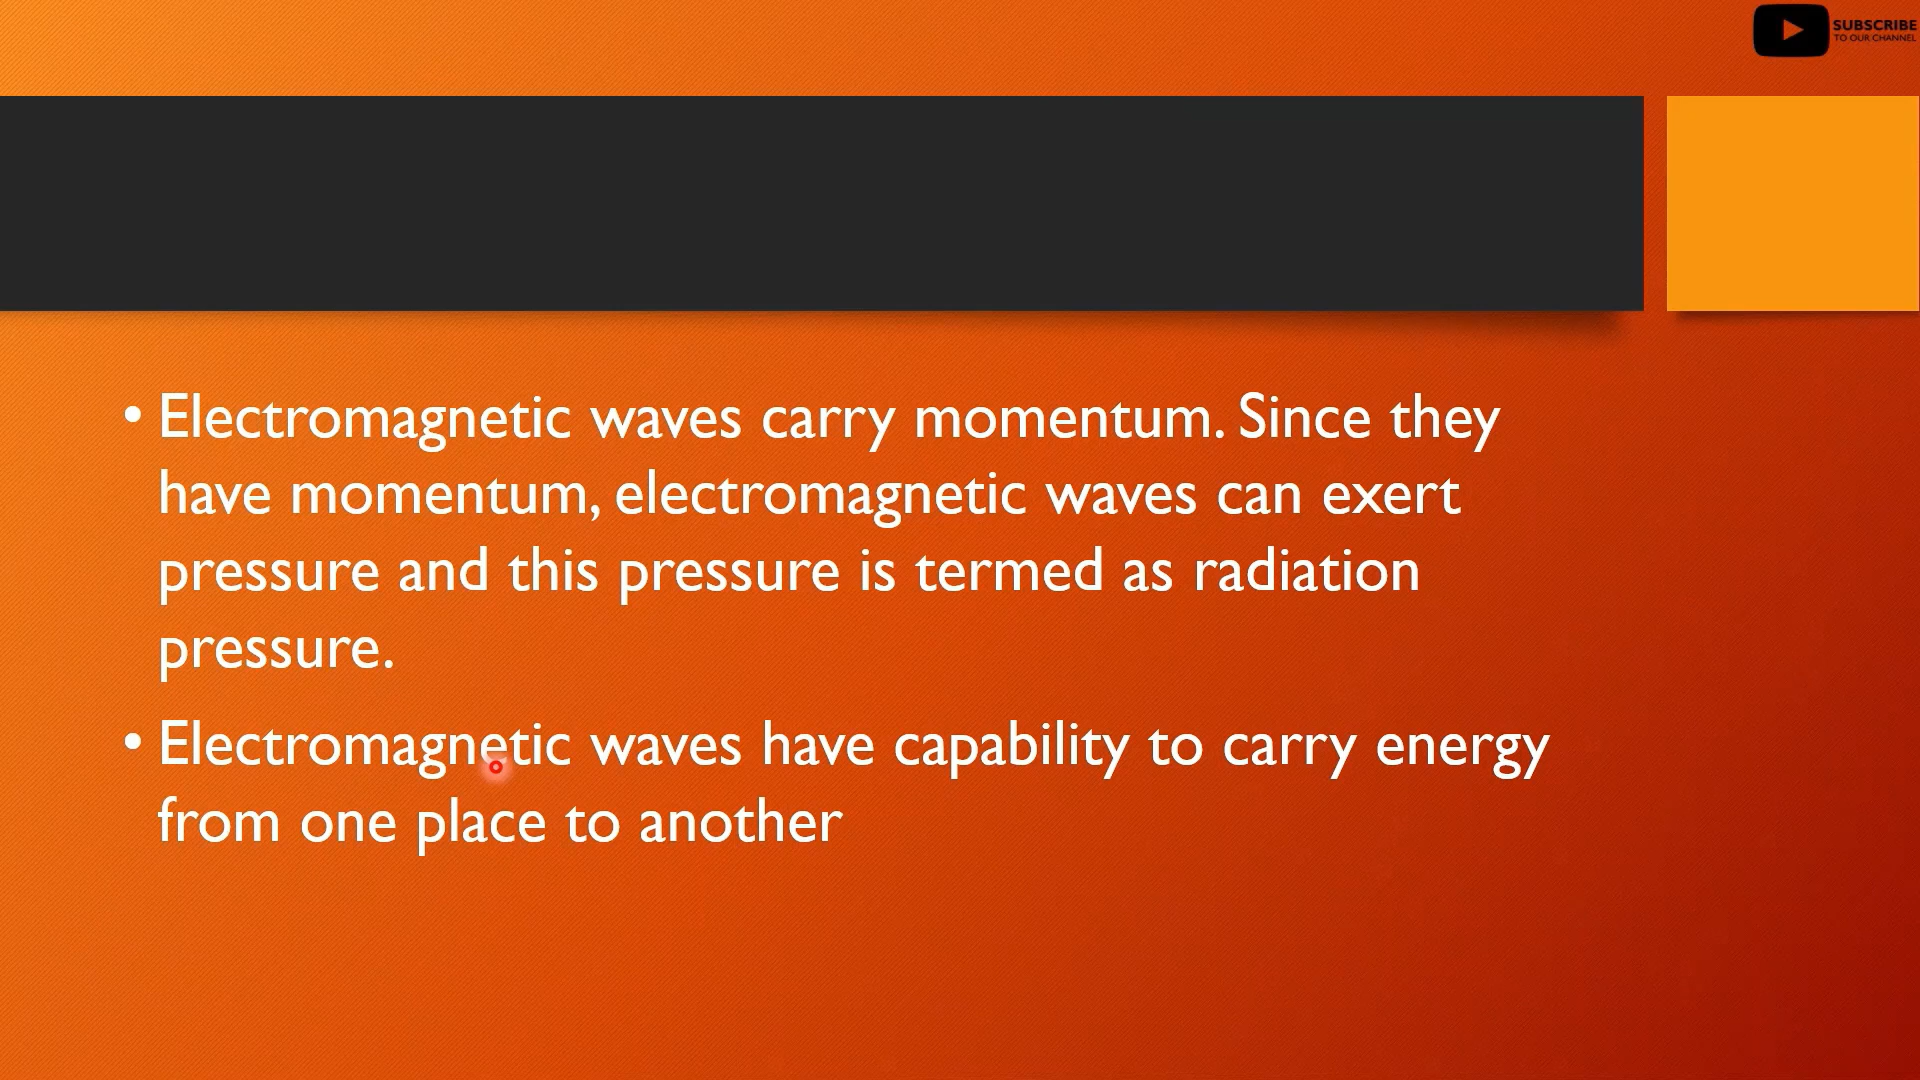 SUBSCRIBE
TO OUR CHANNEL
• Electromagnetic waves carry momentum. Since they
have momentum, electromagnetic waves can exert
pressure and this pressure is termed as radiation
pressure.
• Electromagnetic waves have capability to carry energy
from one place to another